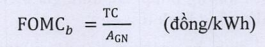 FOMC_b = TC/A_GN (đồng/kWh)